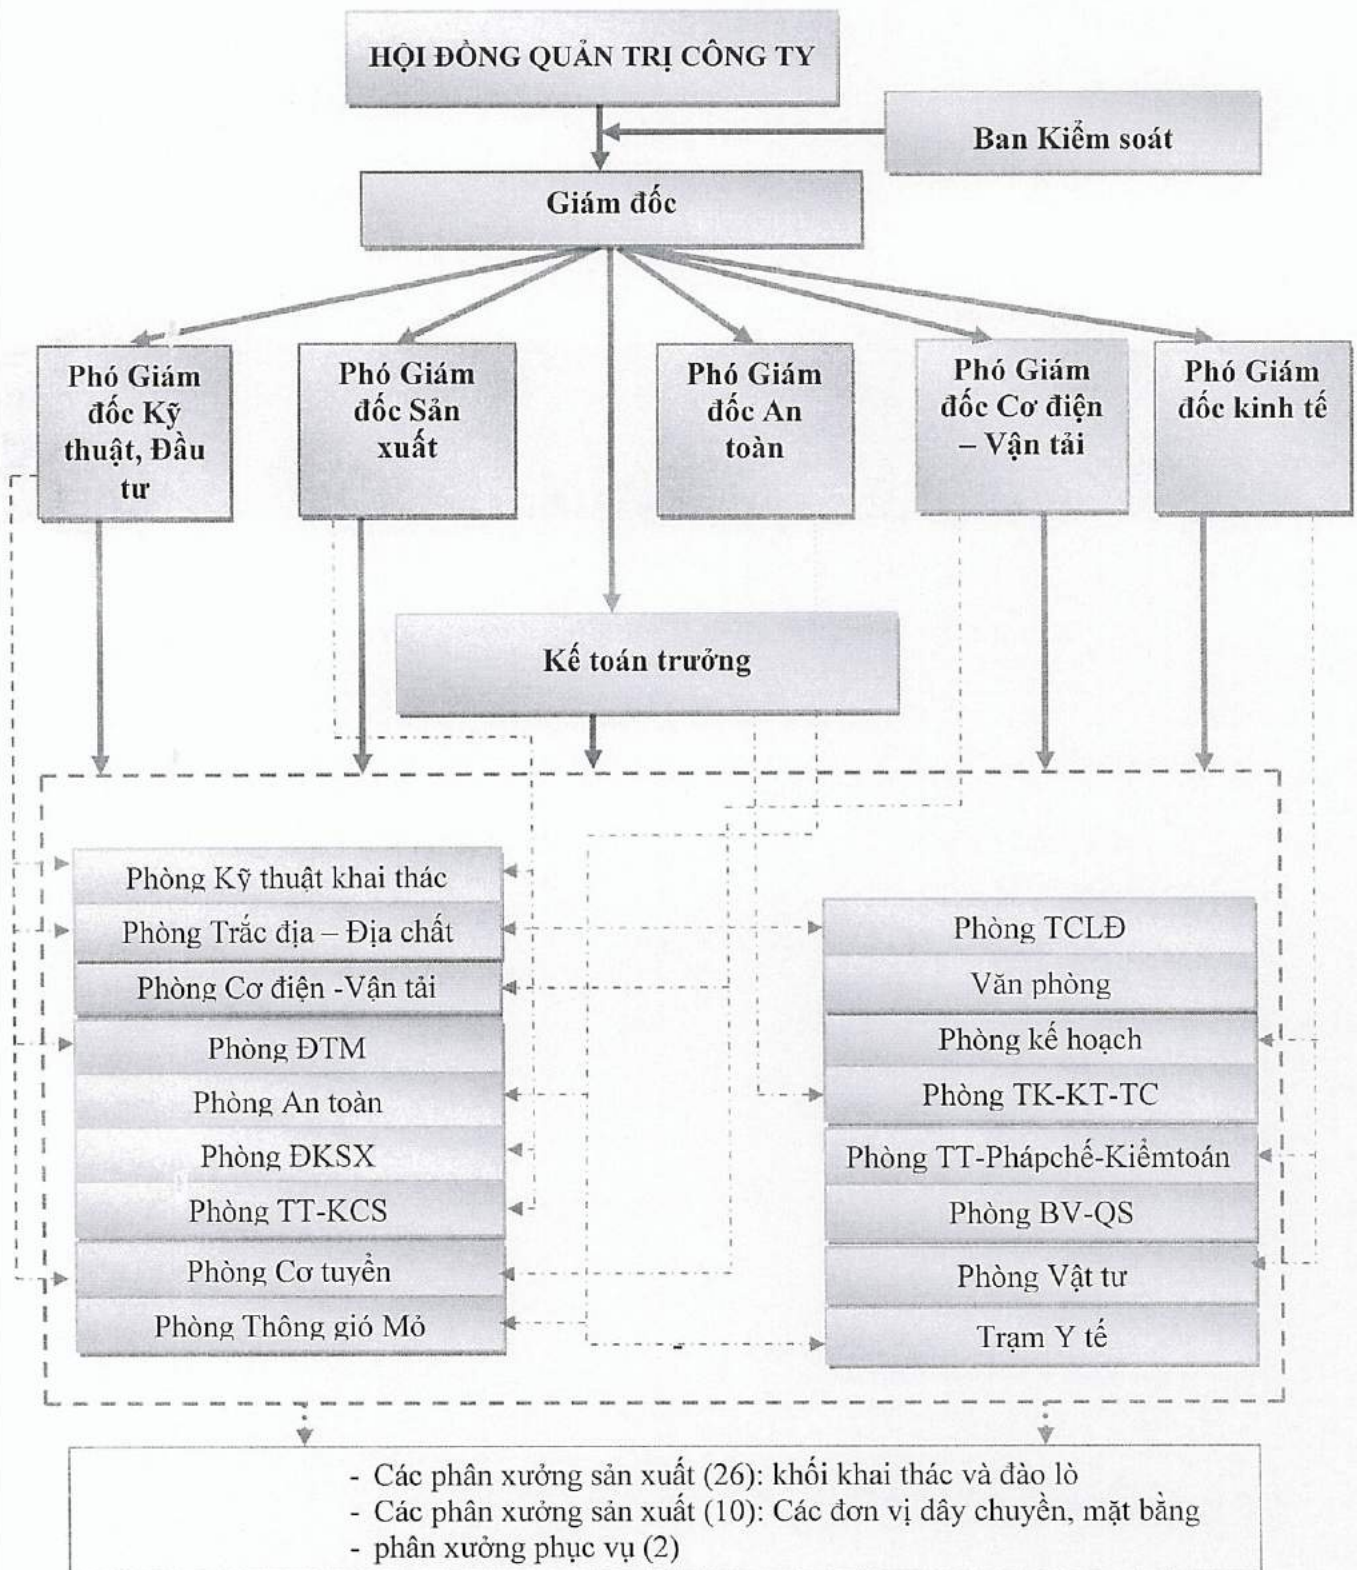 HỘI ĐỒNG QUẢN TRỊ CÔNG TY
Ban Kiểm soát
Giám đốc
Phó Giám
đốc Kỹ
thuật, Đầu
tư
Phó Giám
đốc Sản
xuất
Phó Giám
đốc An
toàn
Phó Giám
đốc Cơ điện
– Vận tải
Phó Giám
đốc kinh tế
Kế toán trưởng
Phòng Kỹ thuật khai thác
Phòng Trắc địa – Địa chất
Phòng Cơ điện -Vận tải
Phòng ĐTM
Phòng An toàn
Phòng ĐKSX
Phòng TT-KCS
Phòng Cơ tuyển
Phòng Thông gió Mỏ
Phòng TCLĐ
Văn phòng
Phòng kế hoạch
Phòng TK-KT-TC
Phòng TT-Phápchế-Kiểmtoán
Phòng BV-QS
Phòng Vật tư
Trạm Y tế
- Các phân xưởng sản xuất (26): khối khai thác và đào lò
- Các phân xưởng sản xuất (10): Các đơn vị dây chuyền, mặt bằng
- phân xưởng phục vụ (2)